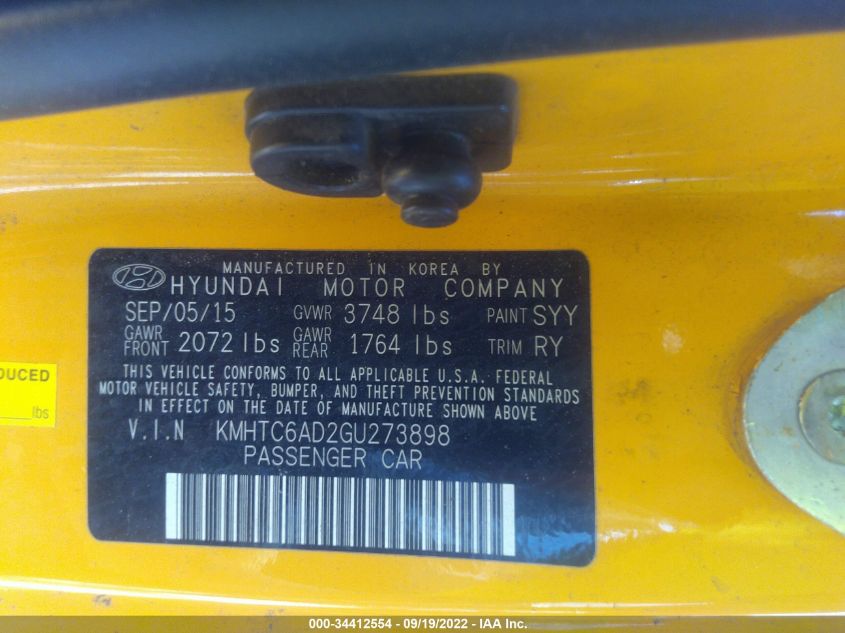 MANUFACTURED IN KOREA BY
HYUNDAI MOTOR COMPANY
SEP/05/15 GVWR 3748 lbs PAINT SYY
GAWR FRONT 2072 lbs GAWR REAR 1764 lbs TRIM RY
THIS VEHICLE CONFORMS TO ALL APPLICABLE U.S.A. FEDERAL
MOTOR VEHICLE SAFETY, BUMPER, AND THEFT PREVENTION STANDARDS
IN EFFECT ON THE DATE OF MANUFACTURE SHOWN ABOVE
V.I.N KMHTC6AD2GU273898
PASSENGER CAR
DUCED
lbs
000-34412554 - 09/19/2022 - IAA Inc.